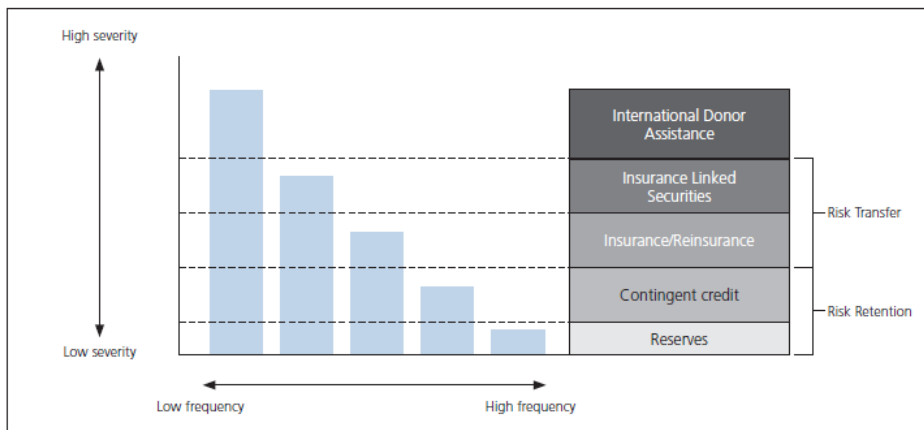 High severity
International Donor
Assistance
Insurance Linked
Securities
Risk Transfer
Insurance/Reinsurance
Contingent credit
Risk Retention
Reserves
Low severity
Low frequency
High frequency